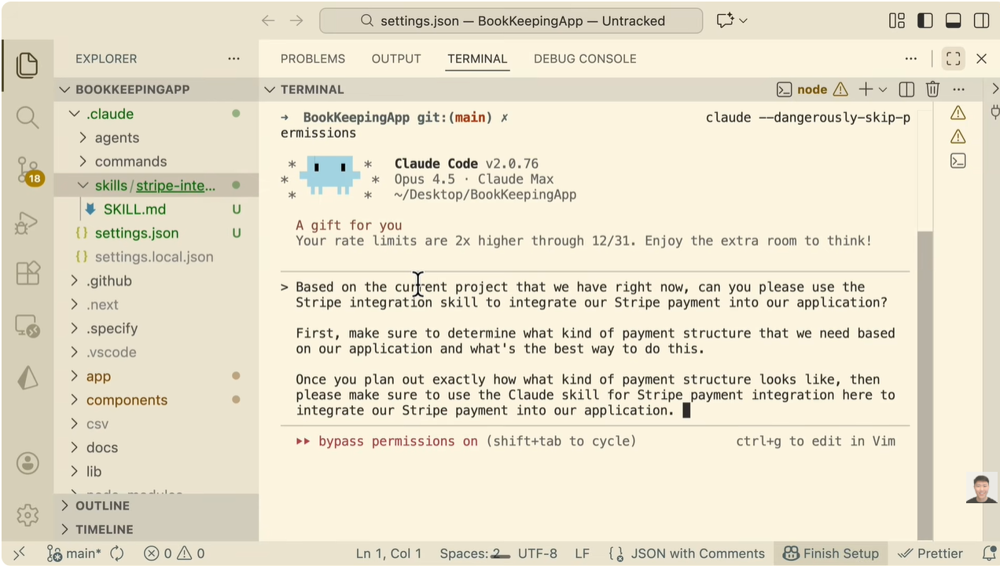 settings.json — BookKeepingApp — Untracked
EXPLORER
BOOKKEEPINGAPP
.claude
agents
commands
skills / stripe-inte...
SKILL.md U
settings.json U
settings.local.json
.github
.next
.specify
.vscode
app
components
csv
docs
lib
node_modules
OUTLINE
TIMELINE
18
PROBLEMS OUTPUT TERMINAL DEBUG CONSOLE
TERMINAL
node
→ BookKeepingApp git:(main) ✗ claude --dangerously-skip-p
ermissions
Claude Code v2.0.76
Opus 4.5 · Claude Max
~/Desktop/BookKeepingApp
A gift for you
Your rate limits are 2x higher through 12/31. Enjoy the extra room to think!
> Based on the current project that we have right now, can you please use the
Stripe integration skill to integrate our Stripe payment into our application?
First, make sure to determine what kind of payment structure that we need based
on our application and what's the best way to do this.
Once you plan out exactly how what kind of payment structure looks like, then
please make sure to use the Claude skill for Stripe payment integration here to
integrate our Stripe payment into our application.
bypass permissions on (shift+tab to cycle) ctrl+g to edit in Vim
main* 0 0 Ln 1, Col 1 Spaces: 2 UTF-8 LF JSON with Comments Finish Setup Prettier